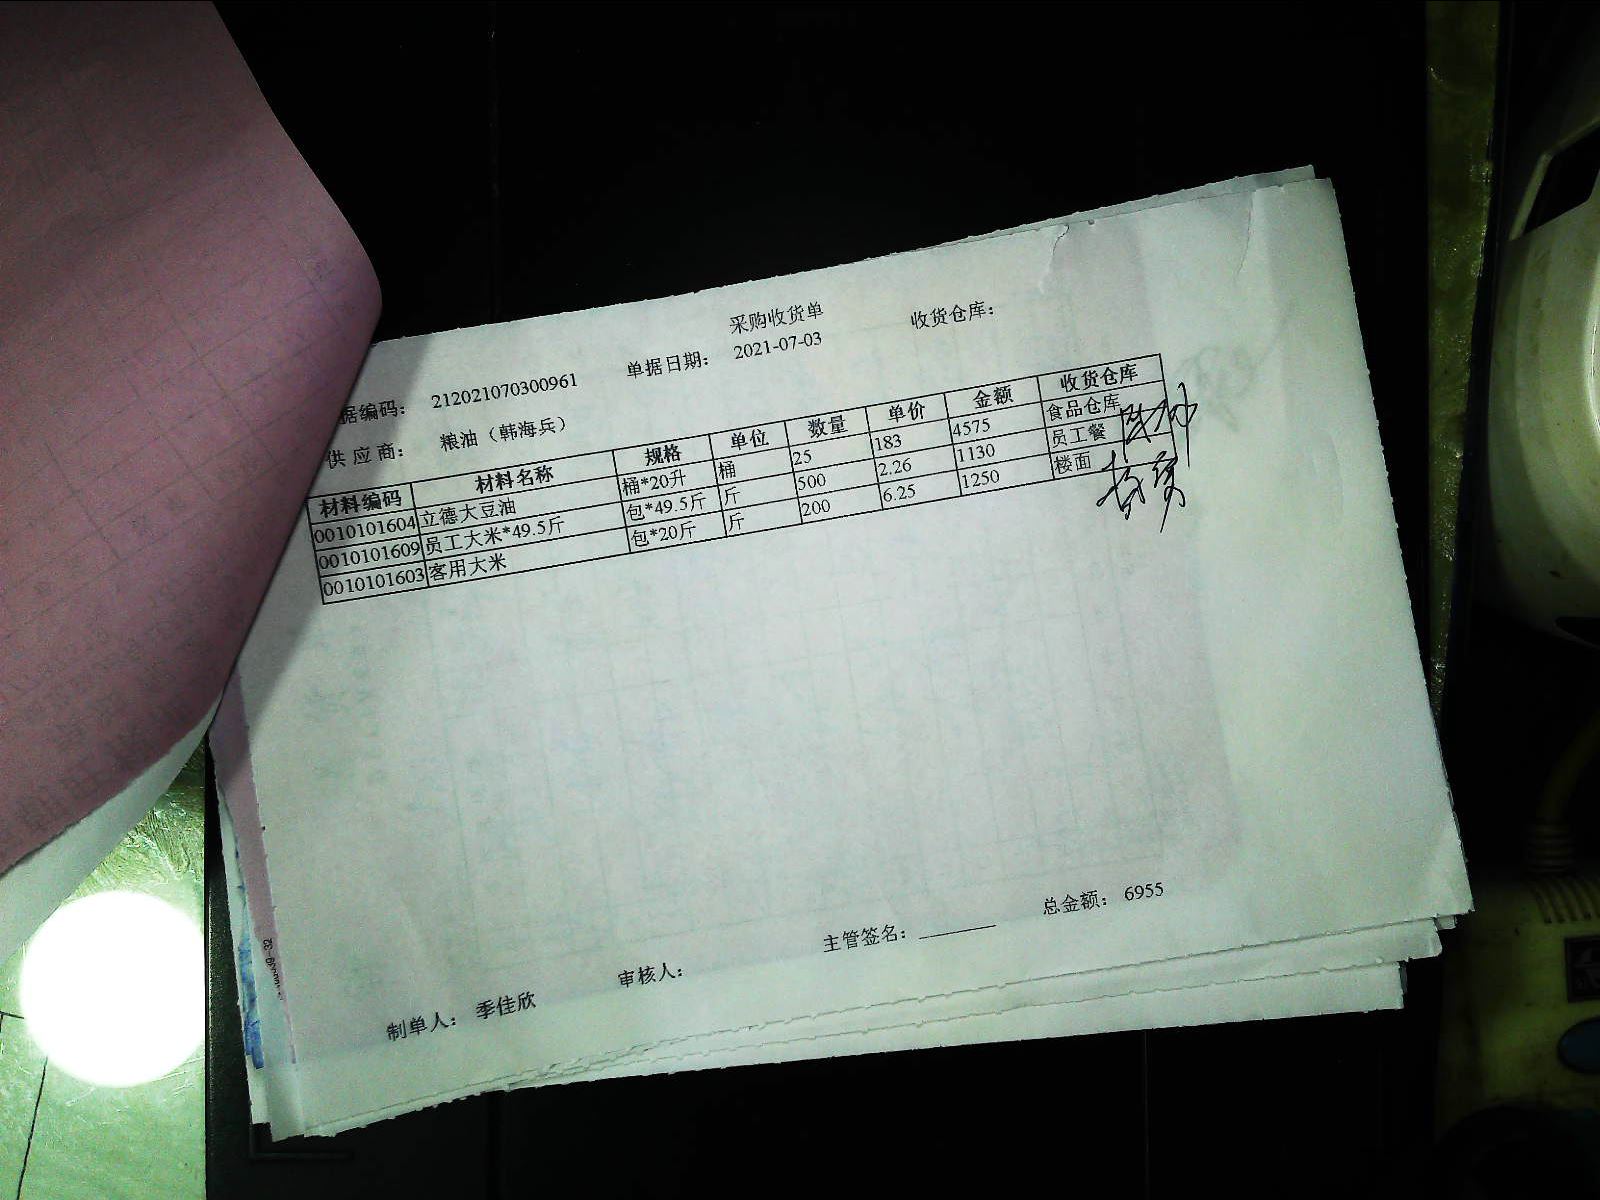 采购收货单
据编码： 212021070300961 单据日期： 2021-07-03 收货仓库：
供 应 商： 粮油（韩海兵）
材料编码 材料名称 规格 单位 数量 单价 金额 收货仓库
0010101604 立德大豆油 桶*20升 桶 25 183 4575 食品仓库
0010101609 员工大米*49.5斤 包*49.5斤 斤 500 2.26 1130 员工餐
0010101603 客用大米 包*20斤 斤 200 6.25 1250 楼面
总金额： 6955
制单人： 季佳欣 审核人： 主管签名：